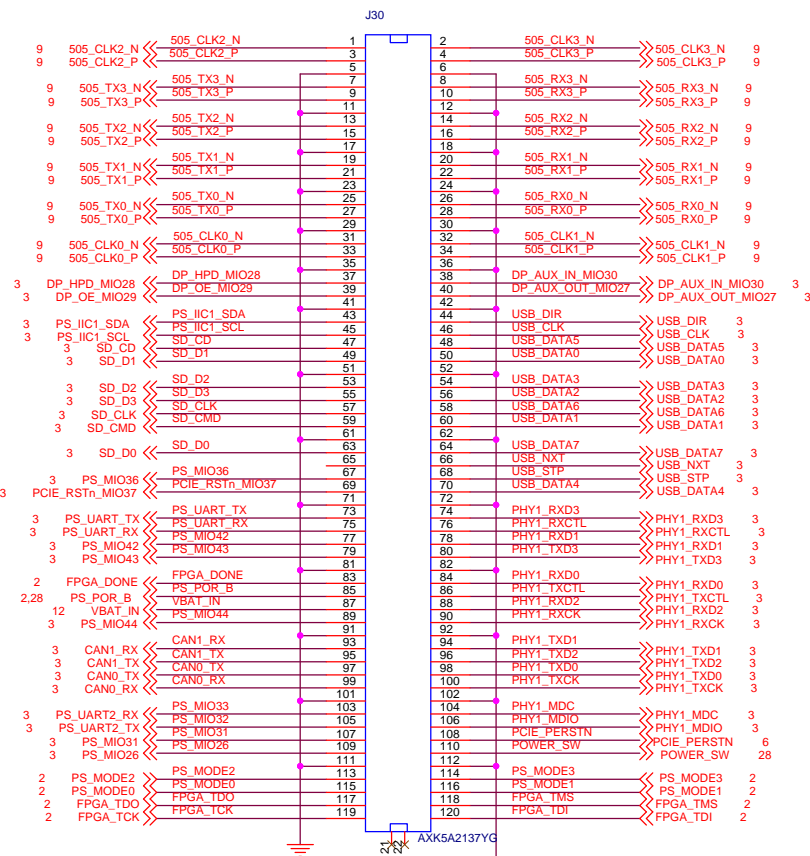 J30
9 505_CLK2_N 505_CLK2_N 1 2 505_CLK3_N 505_CLK3_N 9
9 505_CLK2_P 505_CLK2_P 3 4 505_CLK3_P 505_CLK3_P 9
5 6
9 505_TX3_N 505_TX3_N 7 8 505_RX3_N 505_RX3_N 9
9 505_TX3_P 505_TX3_P 9 10 505_RX3_P 505_RX3_P 9
11 12
9 505_TX2_N 505_TX2_N 13 14 505_RX2_N 505_RX2_N 9
9 505_TX2_P 505_TX2_P 15 16 505_RX2_P 505_RX2_P 9
17 18
9 505_TX1_N 505_TX1_N 19 20 505_RX1_N 505_RX1_N 9
9 505_TX1_P 505_TX1_P 21 22 505_RX1_P 505_RX1_P 9
23 24
9 505_TX0_N 505_TX0_N 25 26 505_RX0_N 505_RX0_N 9
9 505_TX0_P 505_TX0_P 27 28 505_RX0_P 505_RX0_P 9
29 30
9 505_CLK0_N 505_CLK0_N 31 32 505_CLK1_N 505_CLK1_N 9
9 505_CLK0_P 505_CLK0_P 33 34 505_CLK1_P 505_CLK1_P 9
35 36
3 DP_HPD_MIO28 DP_HPD_MIO28 37 38 DP_AUX_IN_MIO30 DP_AUX_IN_MIO30 3
3 DP_OE_MIO29 DP_OE_MIO29 39 40 DP_AUX_OUT_MIO27 DP_AUX_OUT_MIO27 3
41 42
3 PS_IIC1_SDA PS_IIC1_SDA 43 44 USB_DIR USB_DIR 3
3 PS_IIC1_SCL PS_IIC1_SCL 45 46 USB_CLK USB_CLK 3
3 SD_CD SD_CD 47 48 USB_DATA5 USB_DATA5 3
3 SD_D1 SD_D1 49 50 USB_DATA0 USB_DATA0 3
51 52
3 SD_D2 SD_D2 53 54 USB_DATA3 USB_DATA3 3
3 SD_D3 SD_D3 55 56 USB_DATA2 USB_DATA2 3
3 SD_CLK SD_CLK 57 58 USB_DATA6 USB_DATA6 3
3 SD_CMD SD_CMD 59 60 USB_DATA1 USB_DATA1 3
61 62
3 SD_D0 SD_D0 63 64 USB_DATA7 USB_DATA7 3
65 66 USB_NXT USB_NXT 3
3 PS_MIO36 PS_MIO36 67 68 USB_STP USB_STP 3
3 PCIE_RSTn_MIO37 PCIE_RSTn_MIO37 69 70 USB_DATA4 USB_DATA4 3
71 72
3 PS_UART_TX PS_UART_TX 73 74 PHY1_RXD3 PHY1_RXD3 3
3 PS_UART_RX PS_UART_RX 75 76 PHY1_RXCTL PHY1_RXCTL 3
3 PS_MIO42 PS_MIO42 77 78 PHY1_RXD1 PHY1_RXD1 3
3 PS_MIO43 PS_MIO43 79 80 PHY1_TXD3 PHY1_TXD3 3
81 82
2 FPGA_DONE FPGA_DONE 83 84 PHY1_RXD0 PHY1_RXD0 3
2,28 PS_POR_B PS_POR_B 85 86 PHY1_TXCTL PHY1_TXCTL 3
12 VBAT_IN VBAT_IN 87 88 PHY1_RXD2 PHY1_RXD2 3
3 PS_MIO44 PS_MIO44 89 90 PHY1_RXCK PHY1_RXCK 3
91 92
3 CAN1_RX CAN1_RX 93 94 PHY1_TXD1 PHY1_TXD1 3
3 CAN1_TX CAN1_TX 95 96 PHY1_TXD2 PHY1_TXD2 3
3 CAN0_TX CAN0_TX 97 98 PHY1_TXD0 PHY1_TXD0 3
3 CAN0_RX CAN0_RX 99 100 PHY1_TXCK PHY1_TXCK 3
101 102
3 PS_UART2_RX PS_MIO33 103 104 PHY1_MDC PHY1_MDC 3
3 PS_UART2_TX PS_MIO32 105 106 PHY1_MDIO PHY1_MDIO 3
3 PS_MIO31 PS_MIO31 107 108 PCIE_PERSTN PCIE_PERSTN 6
3 PS_MIO26 PS_MIO26 109 110 POWER_SW POWER_SW 28
111 112
2 PS_MODE2 PS_MODE2 113 114 PS_MODE3 PS_MODE3 2
2 PS_MODE0 PS_MODE0 115 116 PS_MODE1 PS_MODE1 2
2 FPGA_TDO FPGA_TDO 117 118 FPGA_TMS FPGA_TMS 2
2 FPGA_TCK FPGA_TCK 119 120 FPGA_TDI FPGA_TDI 2
AXK5A2137YG